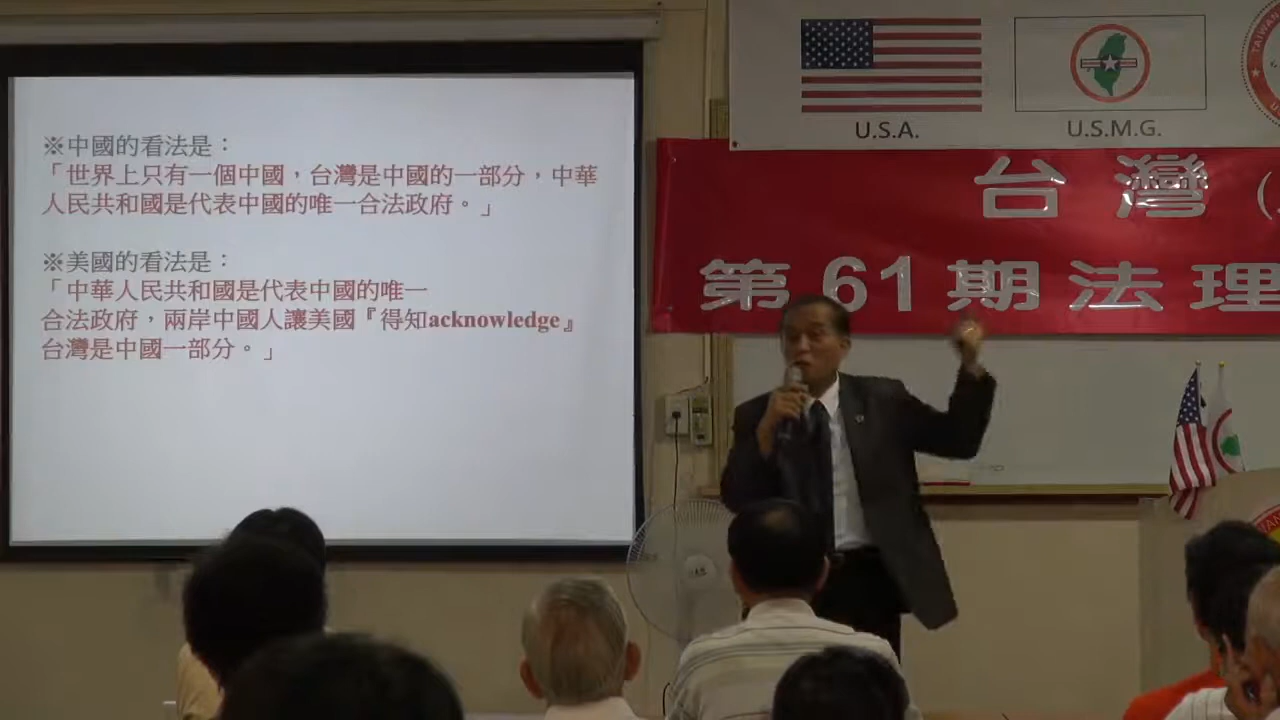 ※中國的看法是：
「世界上只有一個中國，台灣是中國的一部分，中華
人民共和國是代表中國的唯一合法政府。」
※美國的看法是：
「中華人民共和國是代表中國的唯一
合法政府，兩岸中國人讓美國『得知acknowledge』
台灣是中國一部分。」
U.S.A.
U.S.M.G.
台灣（
第61期法理